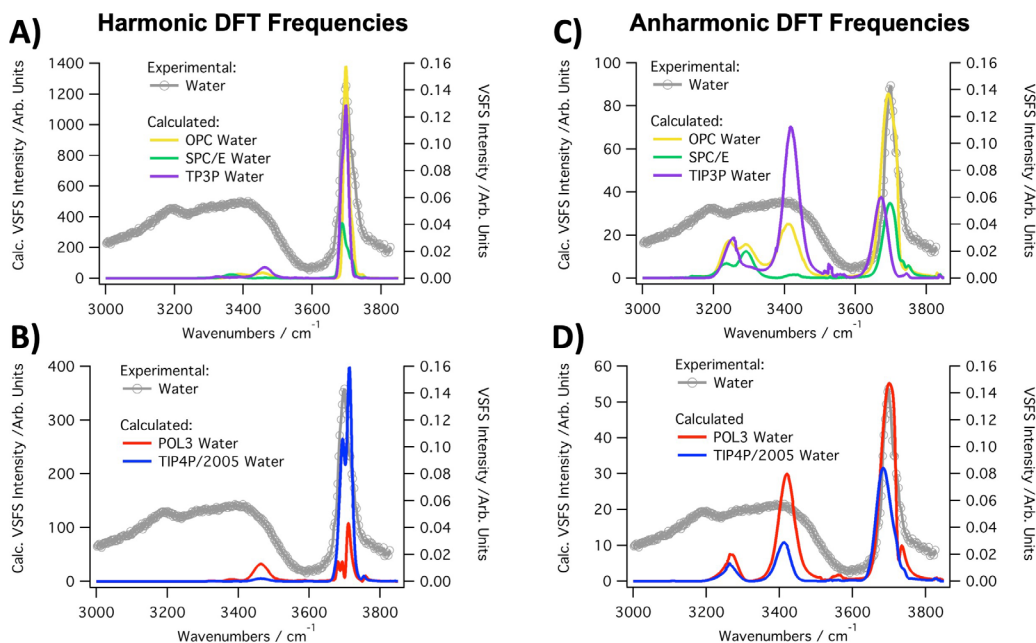 Harmonic DFT Frequencies
A)
Calc. VSFS Intensity /Arb. Units
1400
1200
1000
800
600
400
200
0
Experimental:
Water
Calculated:
OPC Water
SPC/E Water
TP3P Water
0.16
0.14
0.12
0.10
0.08
0.06
0.04
0.02
0.00
VSFS Intensity /Arb. Units
3000
3200
3400
3600
3800
Wavenumbers / cm-1
B)
Calc. VSFS Intensity /Arb. Units
400
300
200
100
0
Experimental:
Water
Calculated:
POL3 Water
TIP4P/2005 Water
0.16
0.14
0.12
0.10
0.08
0.06
0.04
0.02
0.00
VSFS Intensity /Arb. Units
3000
3200
3400
3600
3800
Wavenumbers / cm-1
Anharmonic DFT Frequencies
C)
Calc. VSFS Intensity /Arb. Units
100
80
60
40
20
0
Experimental:
Water
Calculated:
OPC Water
SPC/E
TIP3P Water
0.16
0.14
0.12
0.10
0.08
0.06
0.04
0.02
0.00
VSFS Intensity /Arb. Units
3000
3200
3400
3600
3800
Wavenumbers / cm-1
D)
Calc. VSFS Intensity /Arb. Units
60
50
40
30
20
10
0
Experimental:
Water
Calculated
POL3 Water
TIP4P/2005 Water
0.16
0.14
0.12
0.10
0.08
0.06
0.04
0.02
0.00
VSFS Intensity /Arb. Units
3000
3200
3400
3600
3800
Wavenumbers / cm-1